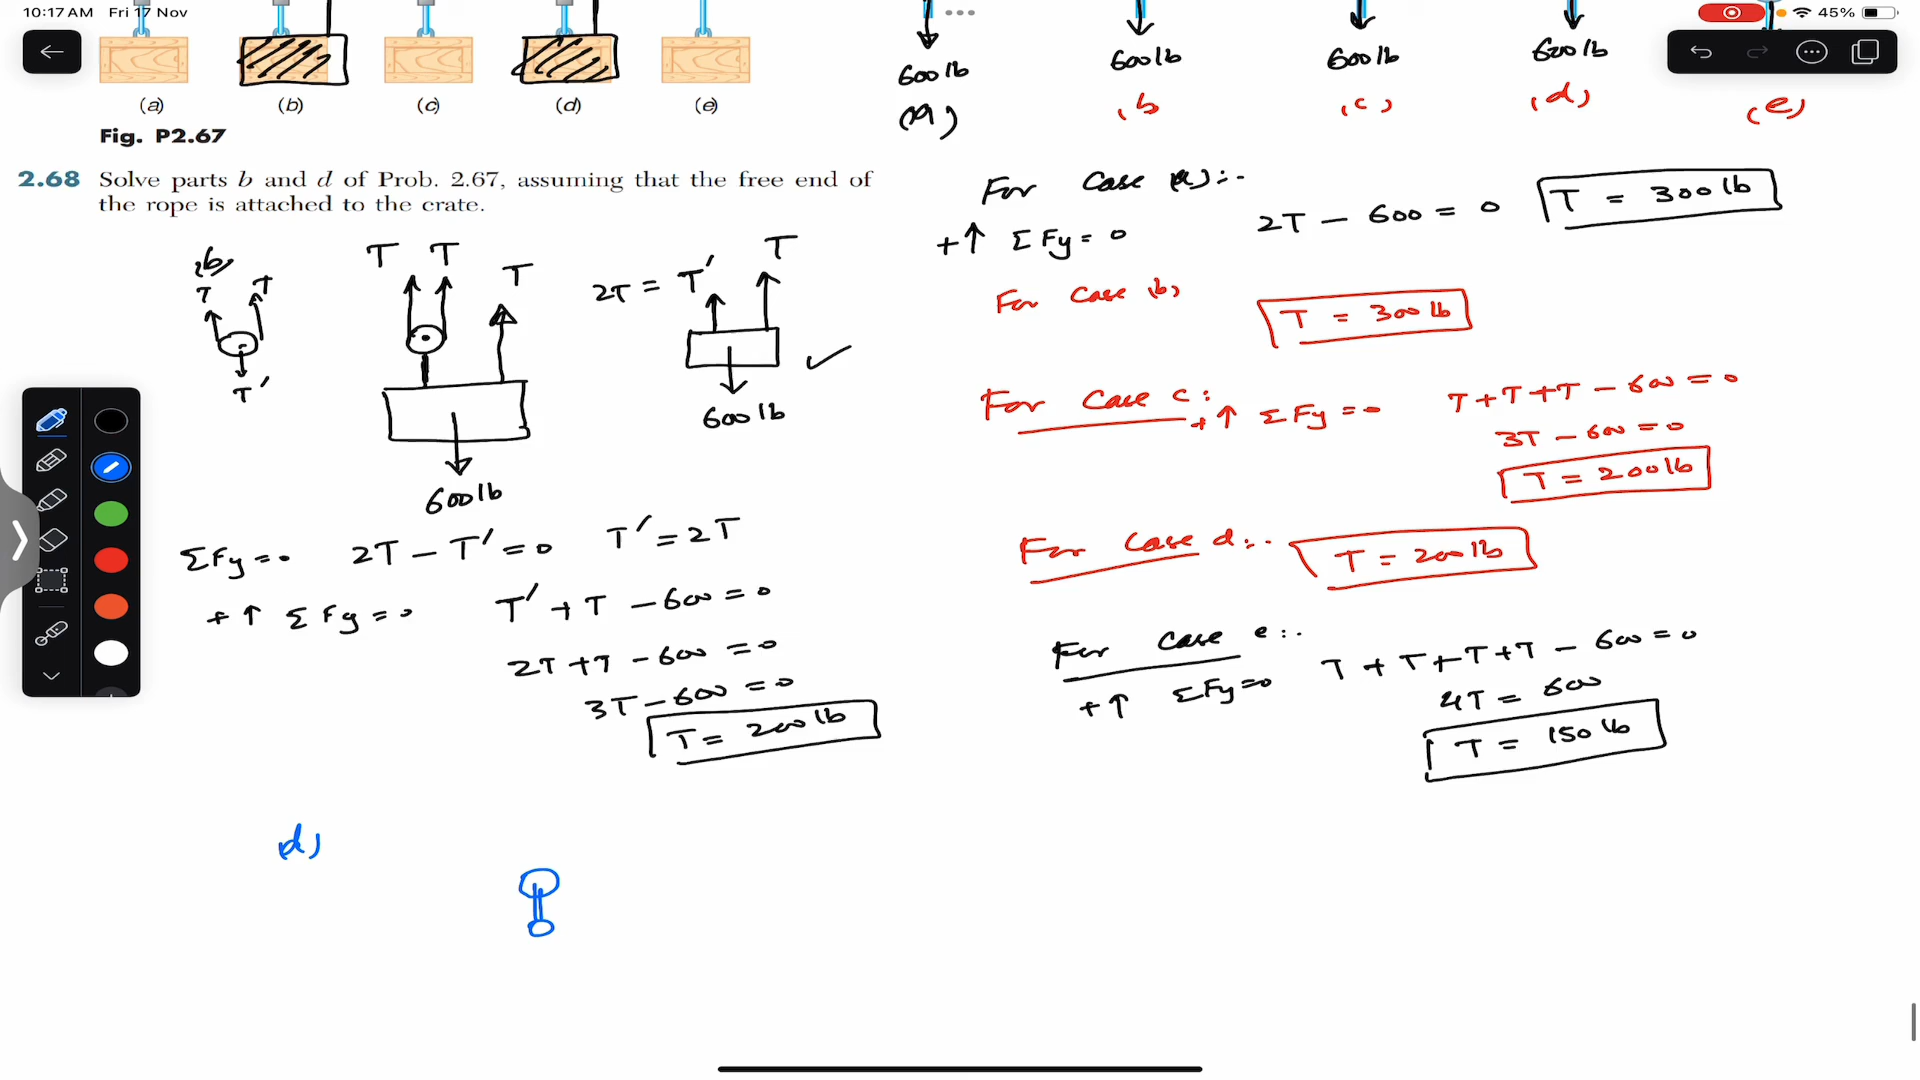 10:17 AM Fri 17 Nov
45%
(a) (b) (c) (d) (e)
Fig. P2.67
2.68 Solve parts b and d of Prob. 2.67, assuming that the free end of
the rope is attached to the crate.
600 lb
(a)
600 lb
(b
600 lb
(c)
600 lb
(d)
(e)
(b)
T T
T'
T T T
600 lb
2T = T' T
600 lb
ΣFy=0 2T - T' = 0 T' = 2T
+↑ ΣFy=0 T' + T - 600 = 0
2T + T - 600 = 0
3T - 600 = 0
T = 200 lb
(d)
For Case (a):-
+↑ ΣFy=0 2T - 600 = 0 T = 300 lb
For Case (b)
T = 300 lb
For Case c:
+↑ ΣFy=0 T+T+T - 600 = 0
3T - 600 = 0
T = 200 lb
For Case d:-
T = 200 lb
For Case e:-
+↑ ΣFy=0 T + T+T+T - 600 = 0
4T = 600
T = 150 lb